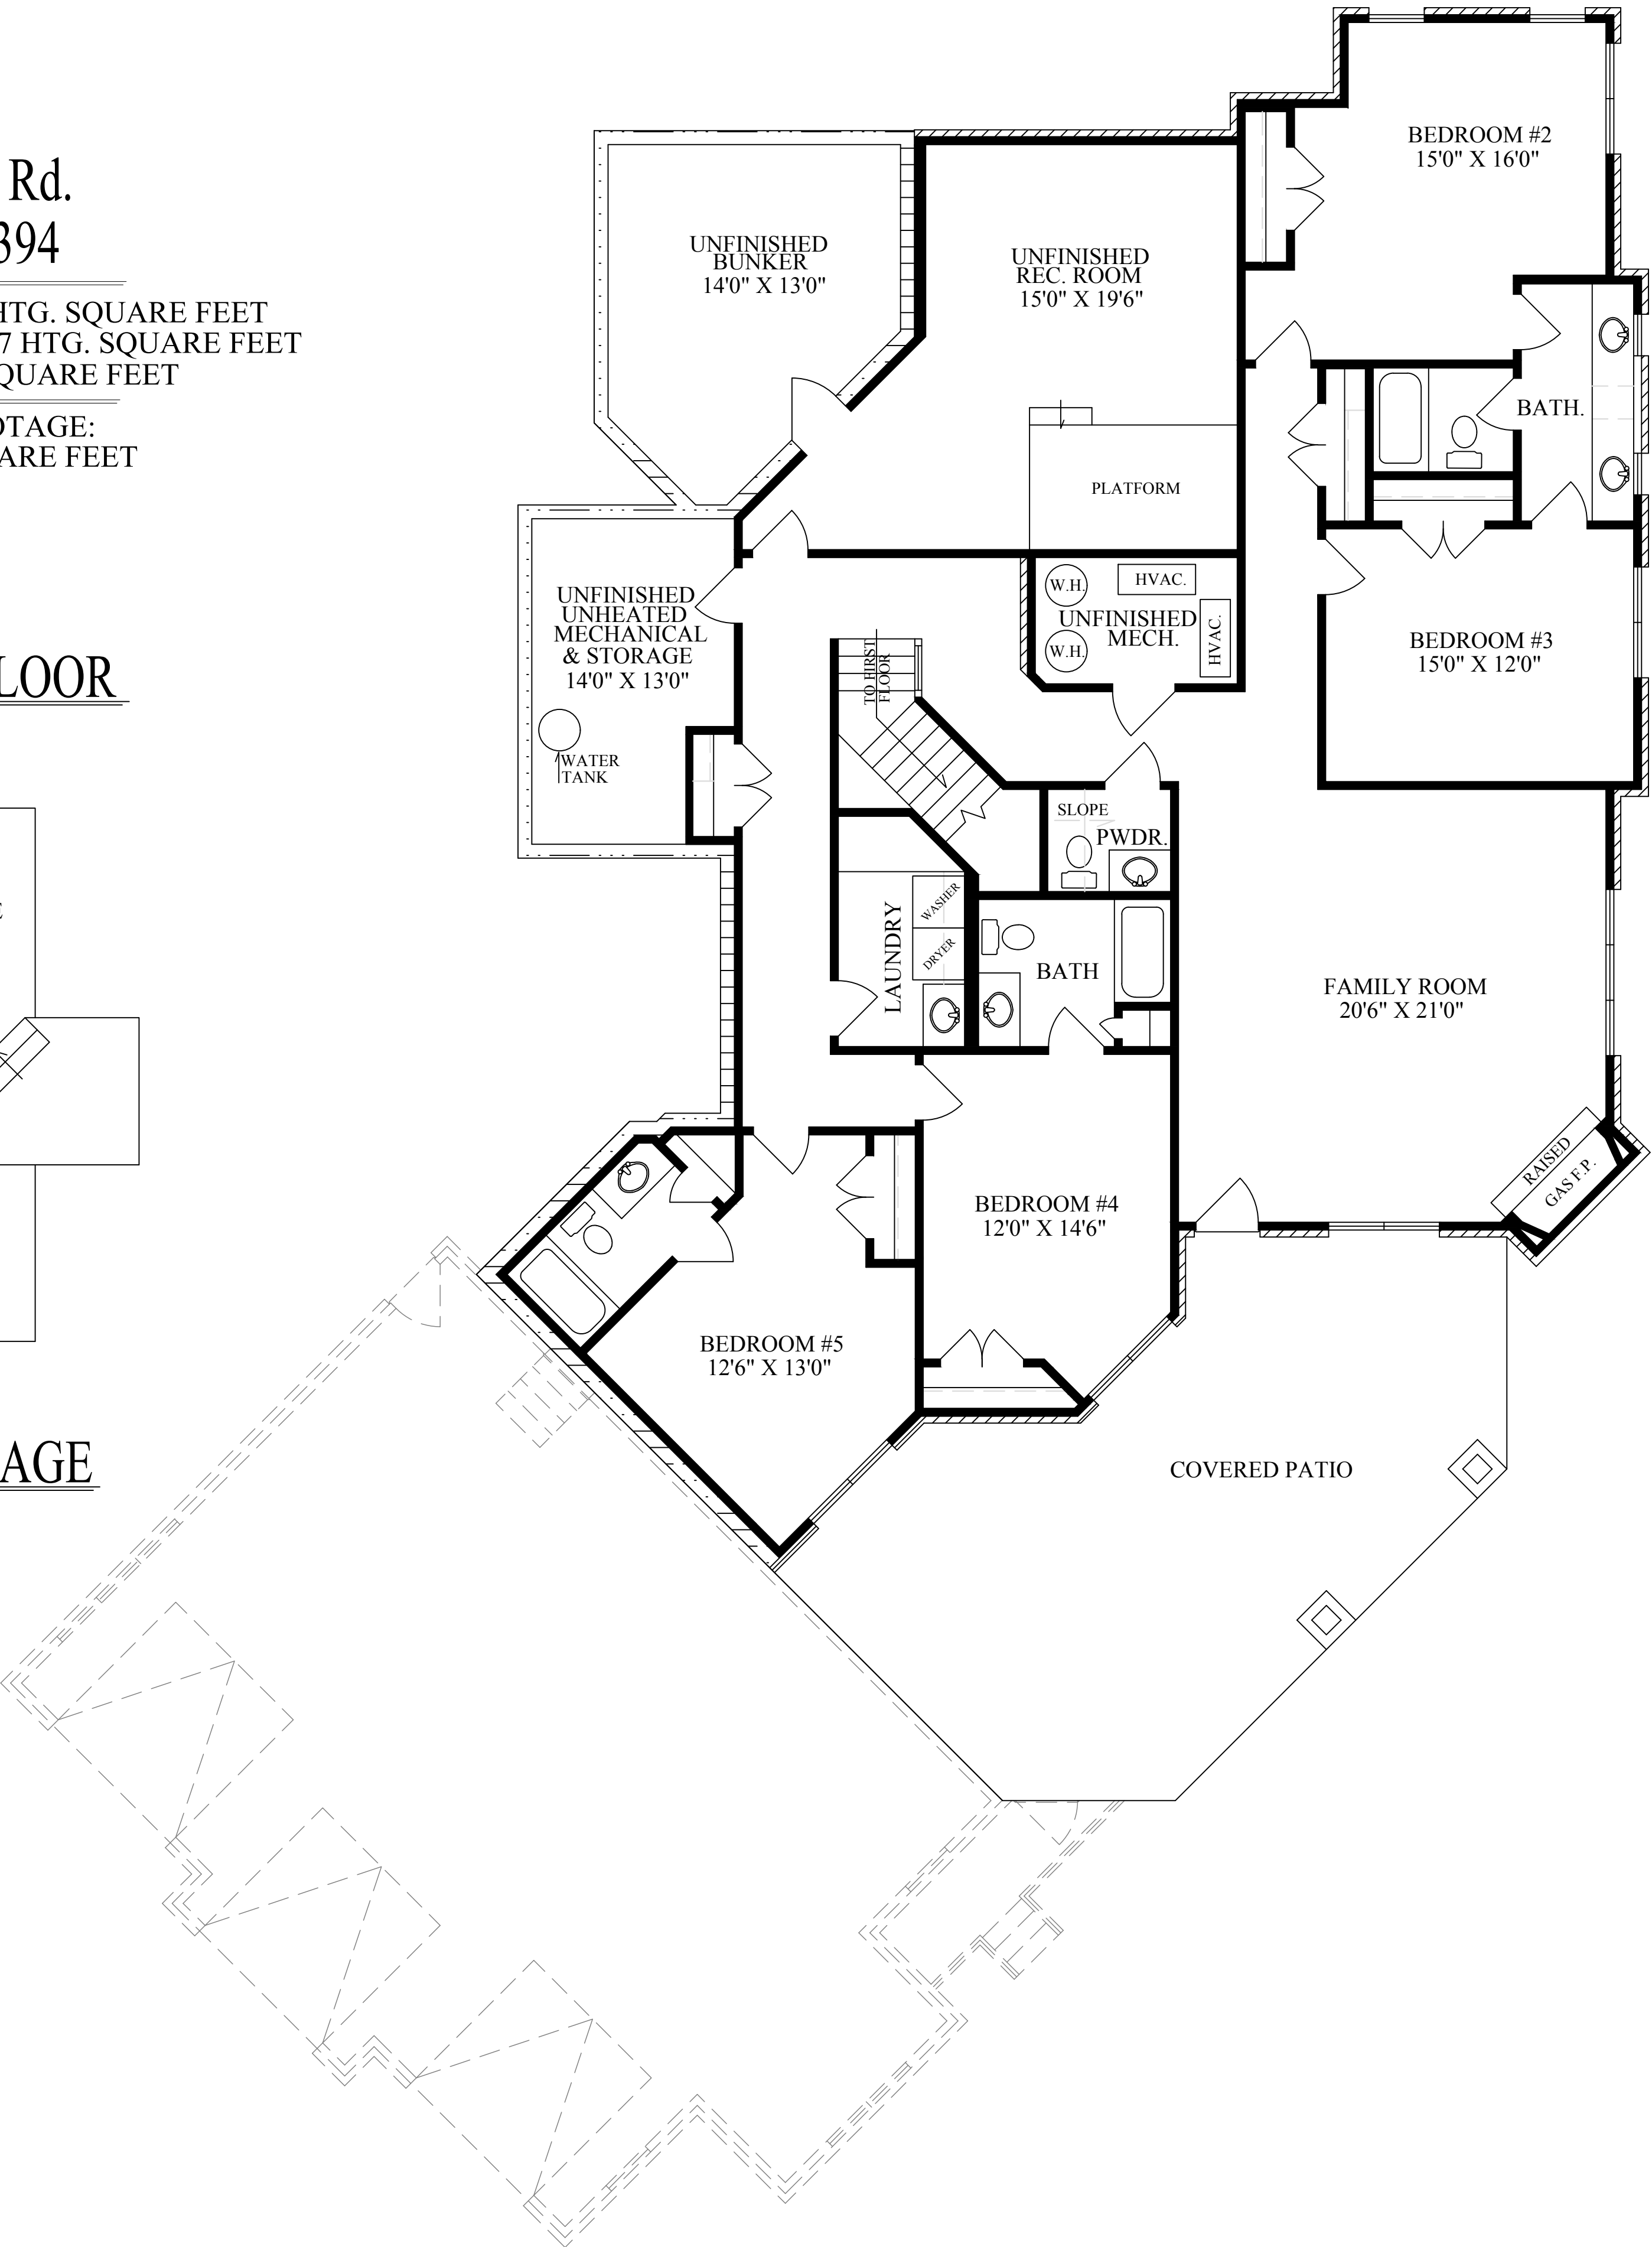 Rd.
394
HTG. SQUARE FEET
7 HTG. SQUARE FEET
SQUARE FEET
LOOR
AGE
BEDROOM #2
15'0" X 16'0"
UNFINISHED
BUNKER
14'0" X 13'0"
UNFINISHED
REC. ROOM
15'0" X 19'6"
BATH.
PLATFORM
UNFINISHED
UNHEATED
MECHANICAL
& STORAGE
14'0" X 13'0"
W.H.
HVAC.
UNFINISHED
MECH.
W.H.
HVAC.
BEDROOM #3
15'0" X 12'0"
TO FIRST
FLOOR
WATER
TANK
SLOPE
PWDR.
LAUNDRY
WASHER
DRYER
BATH
FAMILY ROOM
20'6" X 21'0"
RAISED
GAS F.P.
BEDROOM #4
12'0" X 14'6"
BEDROOM #5
12'6" X 13'0"
COVERED PATIO